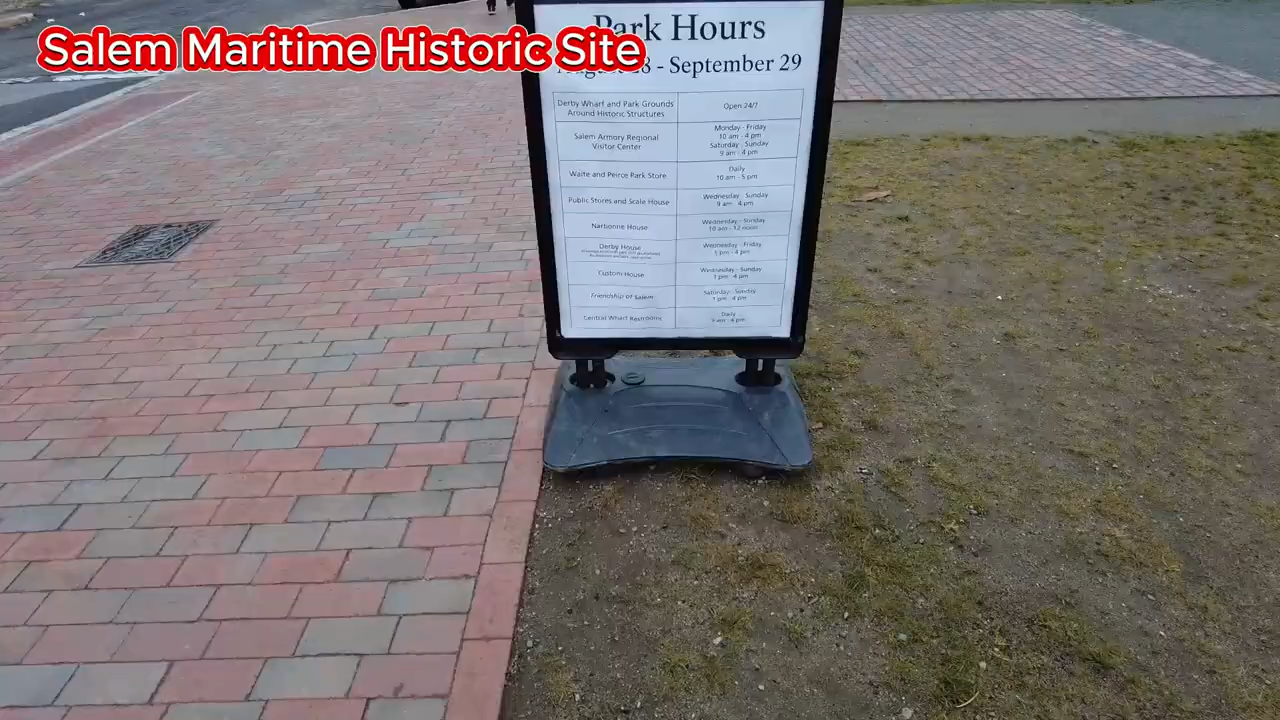 Salem Maritime Historic Site
Park Hours
August 28 - September 29
Derby Wharf and Park Grounds
Around Historic Structures
Open 24/7
Salem Armory Regional
Visitor Center
Monday - Friday
10 am - 4 pm
Saturday - Sunday
9 am - 4 pm
Waite and Peirce Park Store
Daily
10 am - 5 pm
Public Stores and Scale House
Wednesday - Sunday
9 am - 4 pm
Narbonne House
Wednesday - Sunday
10 am - 12 noon
Derby House
Wednesday - Friday
1 pm - 4 pm
Custom House
Wednesday - Sunday
1 pm - 4 pm
Friendship of Salem
Saturday - Sunday
1 pm - 4 pm
Central Wharf Restrooms
Daily
9 am - 4 pm